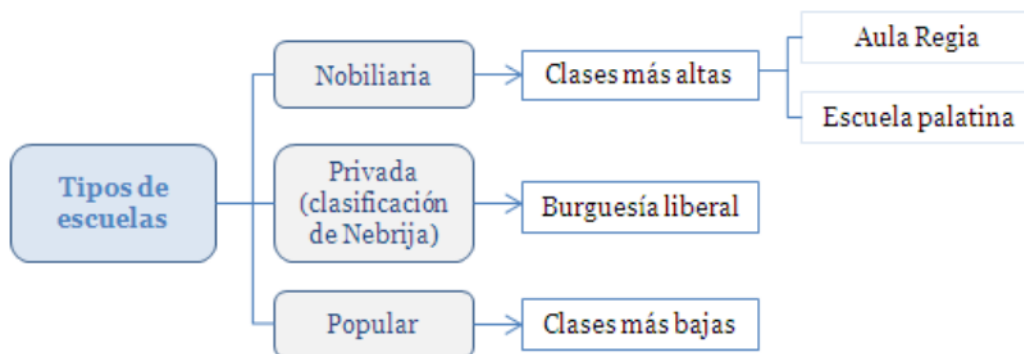 Tipos de
escuelas
Nobiliaria
Clases más altas
Aula Regia
Escuela palatina
Privada
(clasificación
de Nebrija)
Burguesía liberal
Popular
Clases más bajas